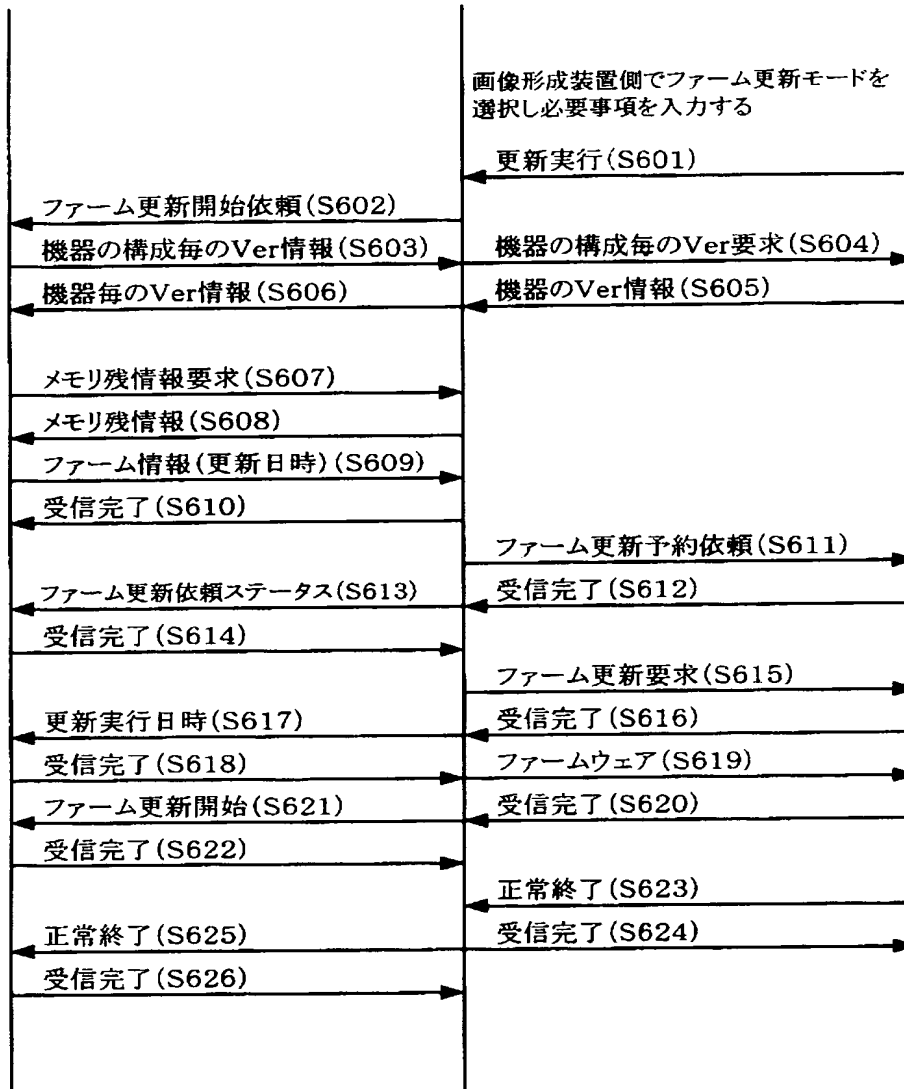 画像形成装置側でファーム更新モードを
選択し必要事項を入力する
更新実行(S601)
ファーム更新開始依頼(S602)
機器の構成毎のVer情報(S603)
機器の構成毎のVer要求(S604)
機器毎のVer情報(S606)
機器のVer情報(S605)
メモリ残情報要求(S607)
メモリ残情報(S608)
ファーム情報(更新日時)(S609)
受信完了(S610)
ファーム更新予約依頼(S611)
ファーム更新依頼ステータス(S613)
受信完了(S612)
受信完了(S614)
ファーム更新要求(S615)
更新実行日時(S617)
受信完了(S616)
受信完了(S618)
ファームウェア(S619)
ファーム更新開始(S621)
受信完了(S620)
受信完了(S622)
正常終了(S623)
正常終了(S625)
受信完了(S624)
受信完了(S626)